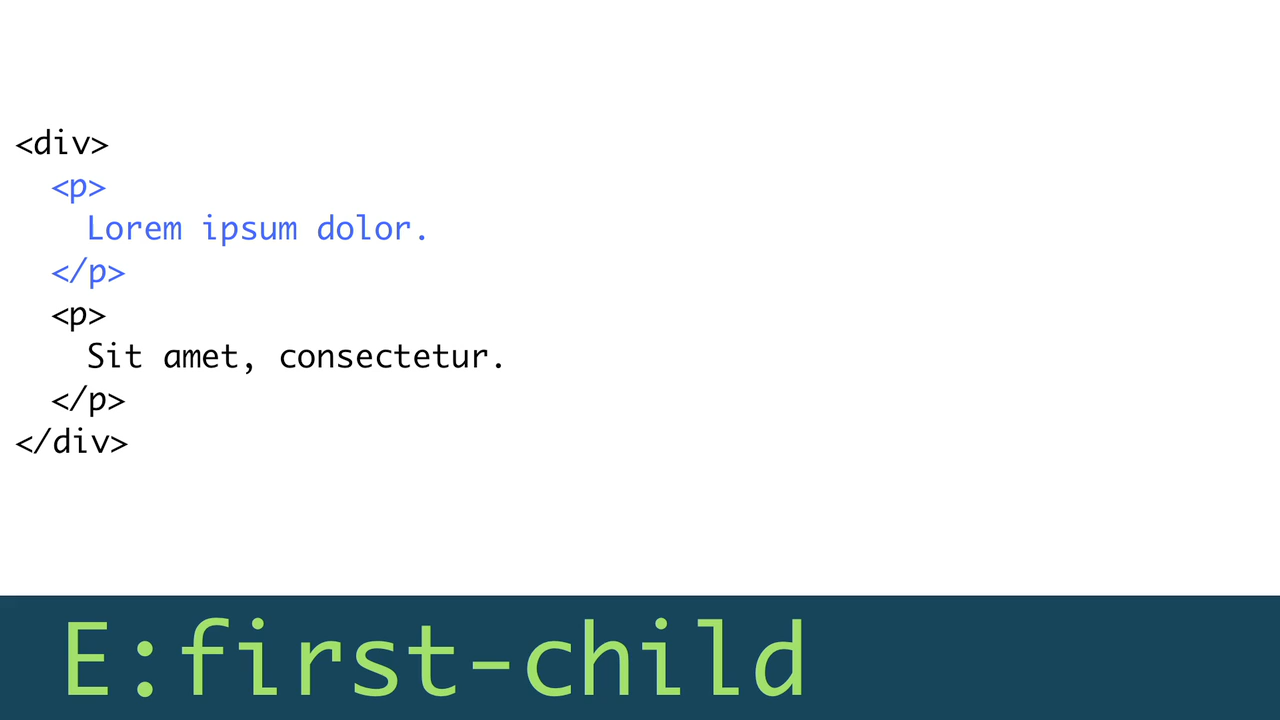 <div>
  <p>
    Lorem ipsum dolor.
  </p>
  <p>
    Sit amet, consectetur.
  </p>
</div>
E:first-child